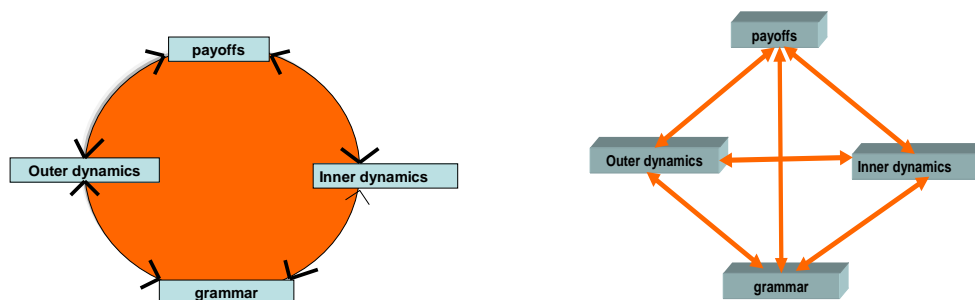 payoffs
Outer dynamics
Inner dynamics
grammar
payoffs
Outer dynamics
Inner dynamics
grammar